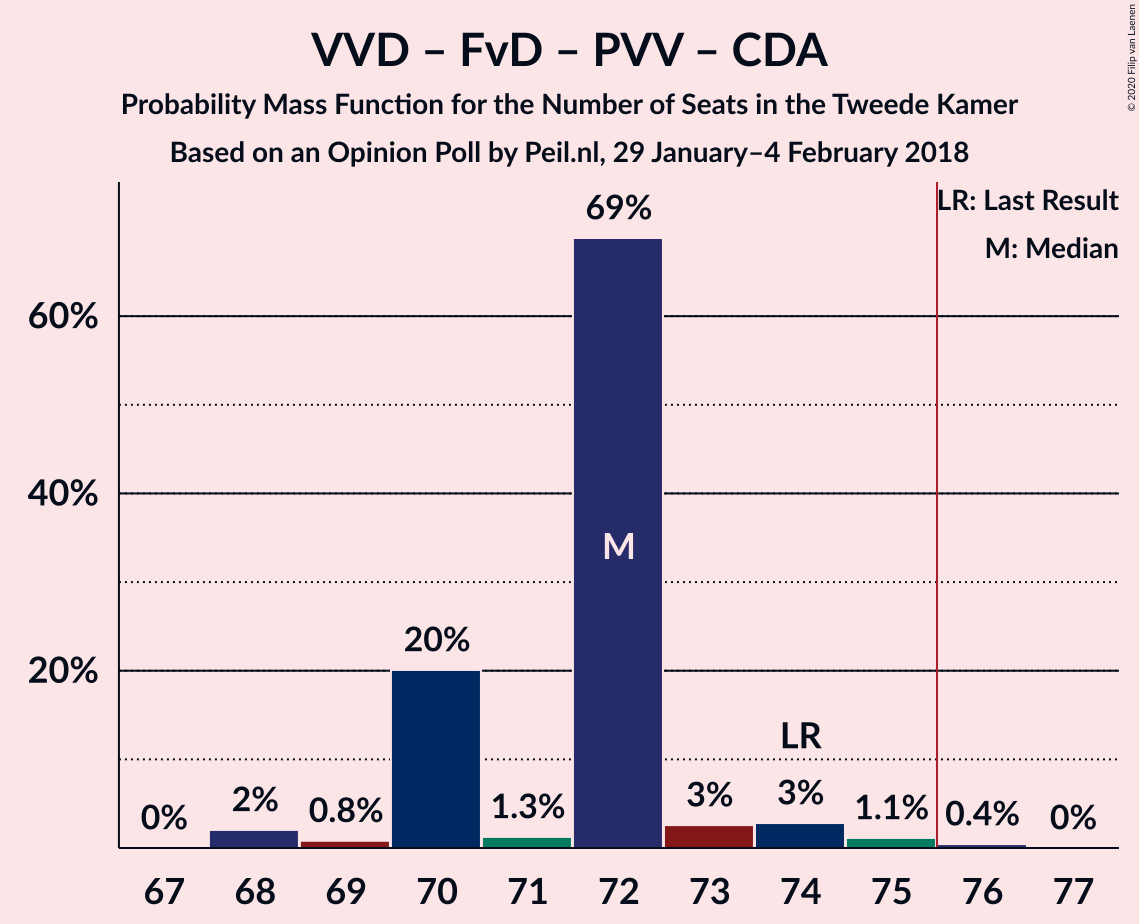 VVD – FvD – PVV – CDA
Probability Mass Function for the Number of Seats in the Tweede Kamer
Based on an Opinion Poll by Peil.nl, 29 January–4 February 2018
© 2020 Filip van Laenen
LR: Last Result
M: Median
69%
60%
40%
M
20%
20%
LR
0%
2%
0.8%
1.3%
3%
3%
1.1%
0.4%
0%
67 68 69 70 71 72 73 74 75 76 77